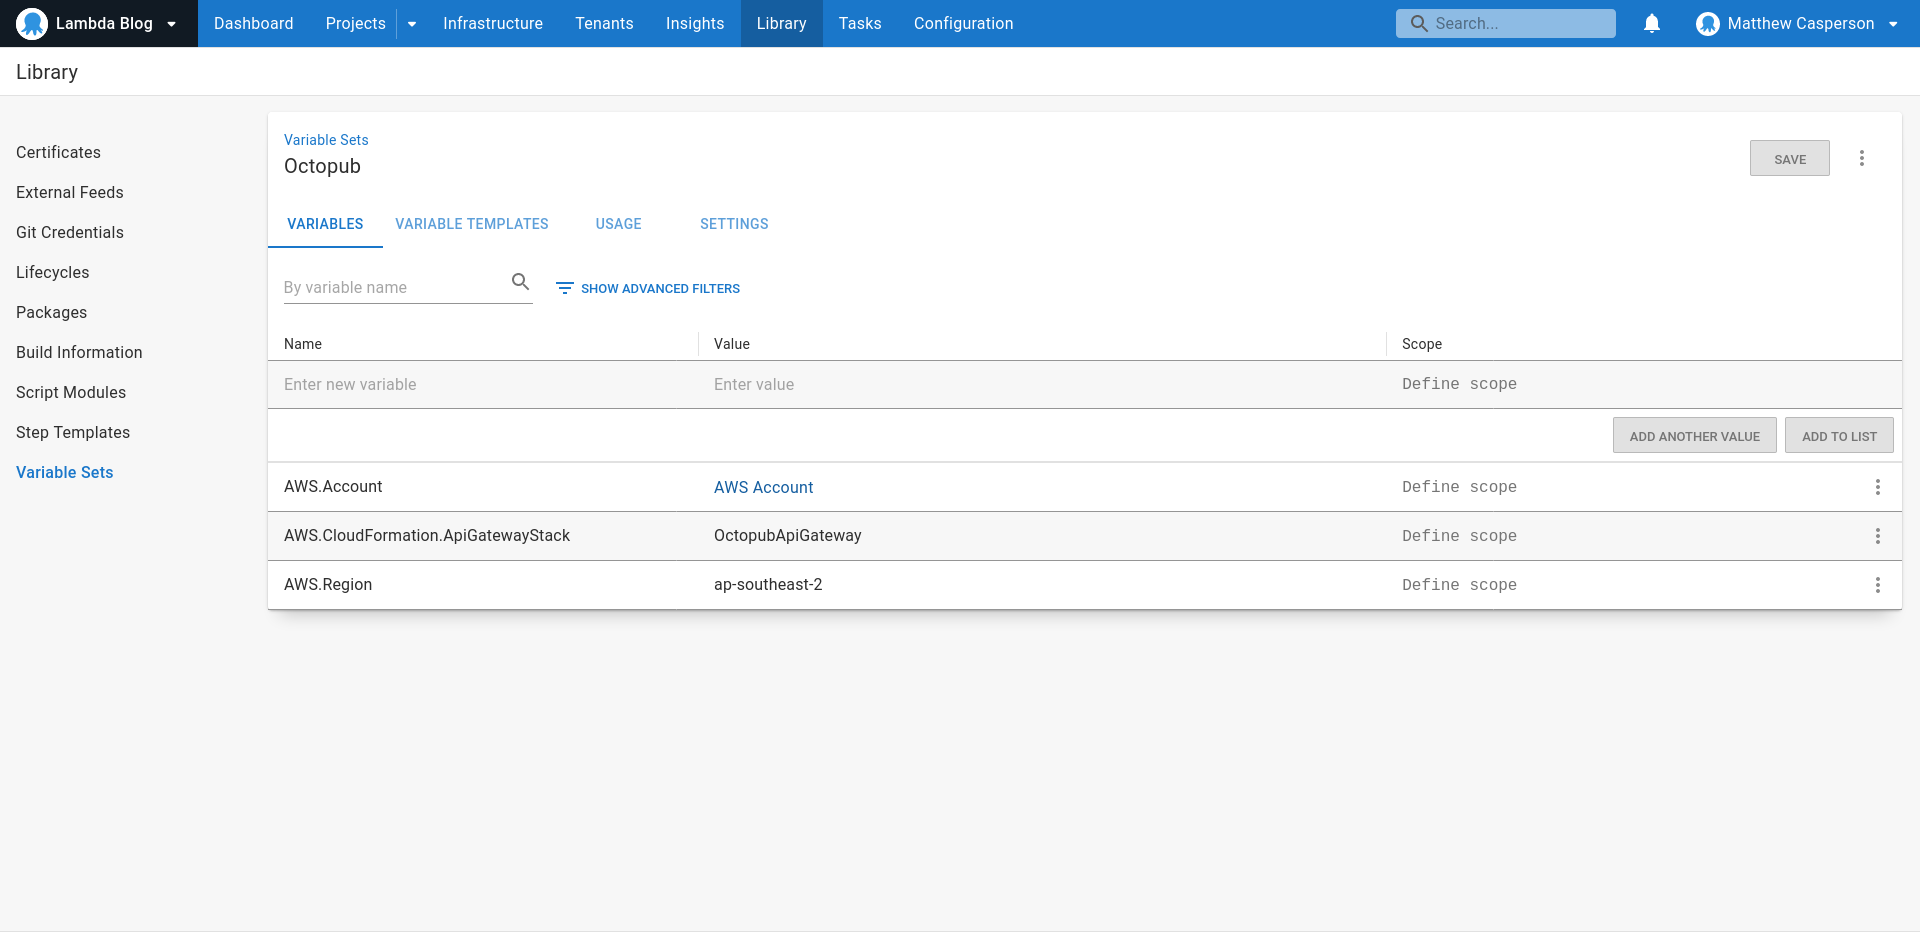 Lambda Blog Dashboard Projects Infrastructure Tenants Insights Library Tasks Configuration Search... Matthew Casperson
Library
Certificates
External Feeds
Git Credentials
Lifecycles
Packages
Build Information
Script Modules
Step Templates
Variable Sets
Variable Sets
Octopub
SAVE
VARIABLES VARIABLE TEMPLATES USAGE SETTINGS
By variable name SHOW ADVANCED FILTERS
Name Value Scope
Enter new variable Enter value Define scope
ADD ANOTHER VALUE ADD TO LIST
AWS.Account AWS Account Define scope
AWS.CloudFormation.ApiGatewayStack OctopubApiGateway Define scope
AWS.Region ap-southeast-2 Define scope